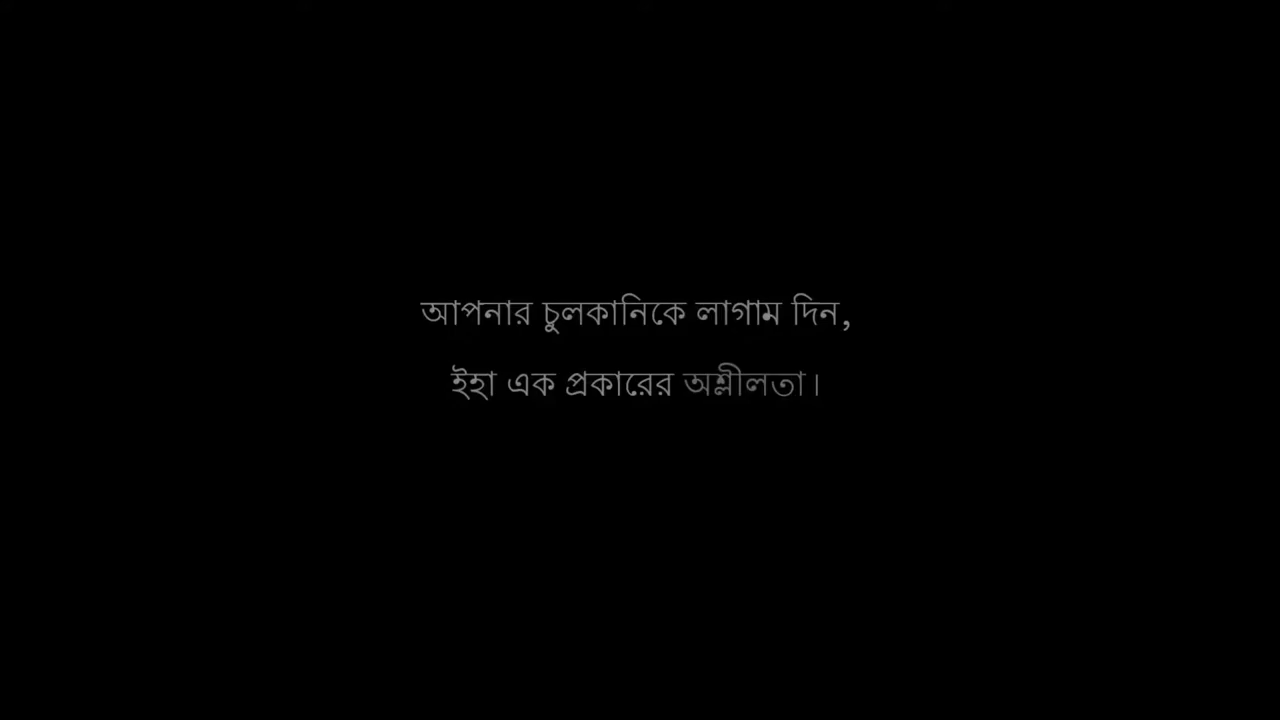 আপনার চুলকানিকে লাগাম দিন,
ইহা এক প্রকারের অশ্লীলতা।